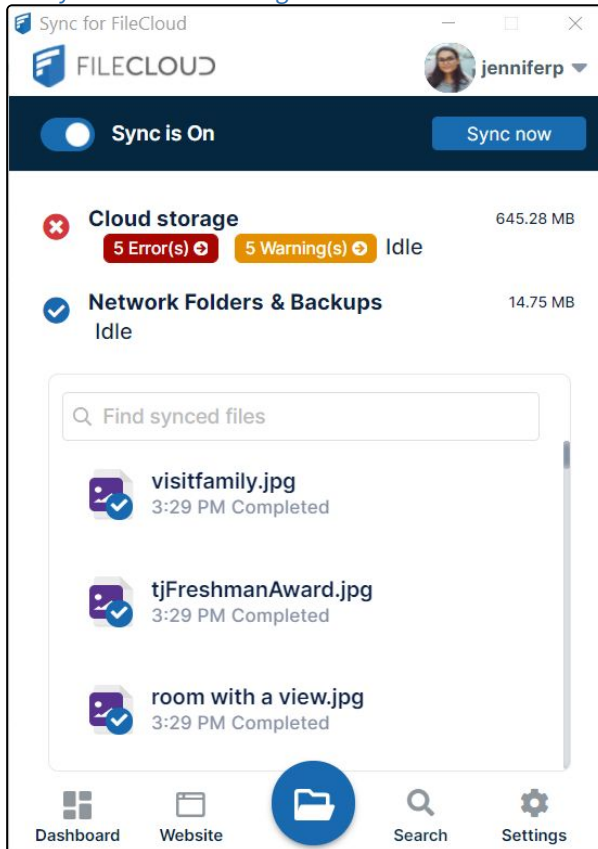 Sync for FileCloud
FILECLOUD
jenniferp
Sync is On
Sync now
Cloud storage
645.28 MB
5 Error(s)
5 Warning(s)
Idle
Network Folders & Backups
14.75 MB
Idle
Find synced files
visitfamily.jpg
3:29 PM Completed
tjFreshmanAward.jpg
3:29 PM Completed
room with a view.jpg
3:29 PM Completed
Dashboard
Website
Search
Settings